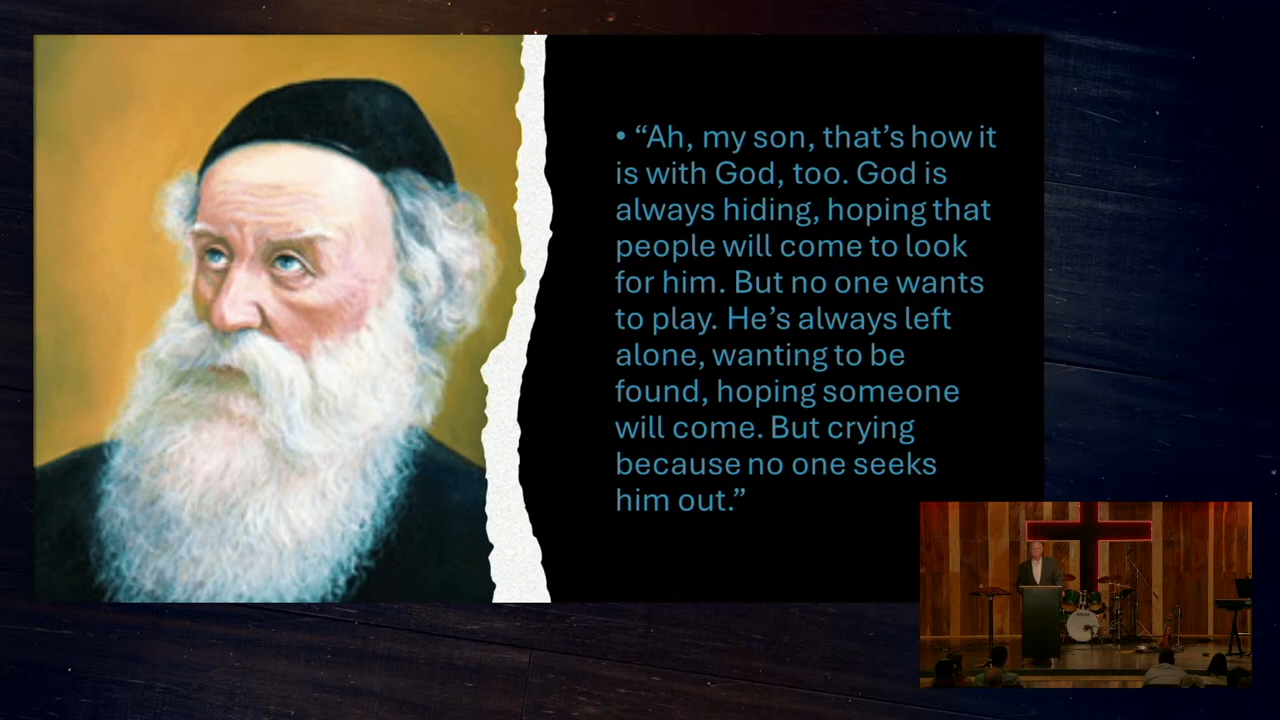 • “Ah, my son, that’s how it
is with God, too. God is
always hiding, hoping that
people will come to look
for him. But no one wants
to play. He’s always left
alone, wanting to be
found, hoping someone
will come. But crying
because no one seeks
him out.”